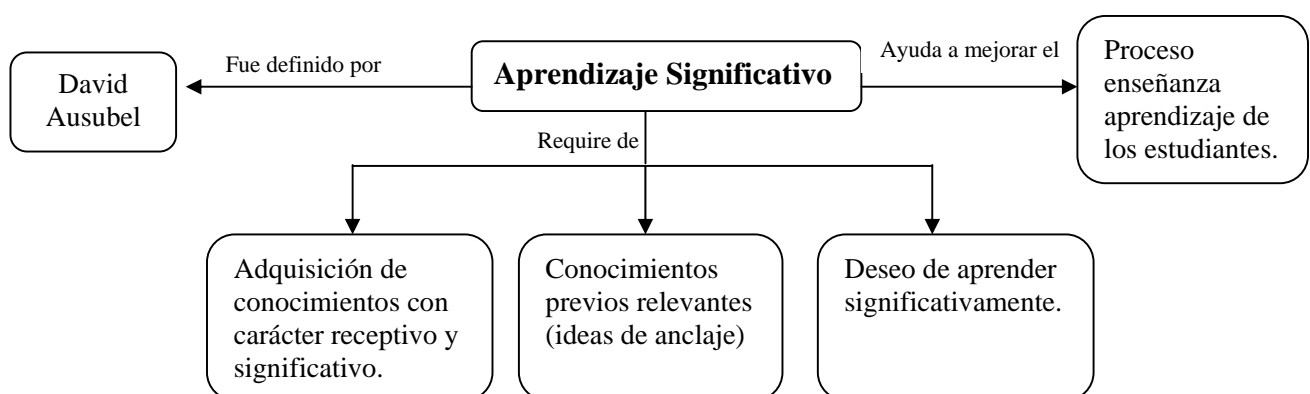 David
Ausubel
Fue definido por
Aprendizaje Significativo
Ayuda a mejorar el
Proceso
enseñanza
aprendizaje de
los estudiantes.
Require de
Adquisición de
conocimientos con
carácter receptivo y
significativo.
Conocimientos
previos relevantes
(ideas de anclaje)
Deseo de aprender
significativamente.